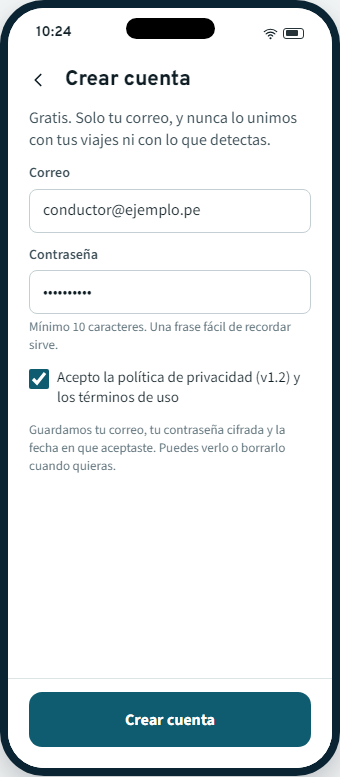 10:24
Crear cuenta
Gratis. Solo tu correo, y nunca lo unimos
con tus viajes ni con lo que detectas.
Correo
conductor@ejemplo.pe
Contraseña
••••••••••
Mínimo 10 caracteres. Una frase fácil de recordar
sirve.
Acepto la política de privacidad (v1.2) y
los términos de uso
Guardamos tu correo, tu contraseña cifrada y la
fecha en que aceptaste. Puedes verlo o borrarlo
cuando quieras.
Crear cuenta